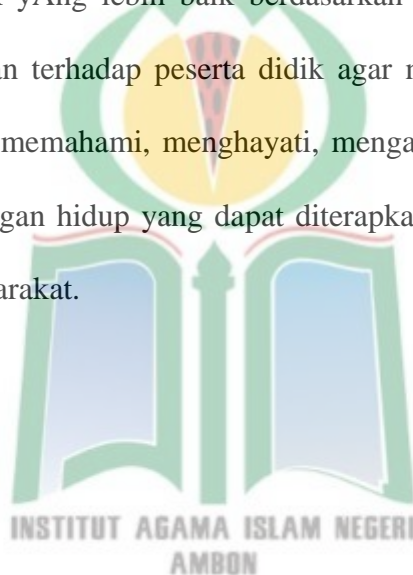 yAng lebih baik berdasarkan
an terhadap peserta didik agar
memahami, menghayati,
gan hidup yang dapat diterapka
arakat.
INSTITUT AGAMA ISLAM NEGERI
AMBON